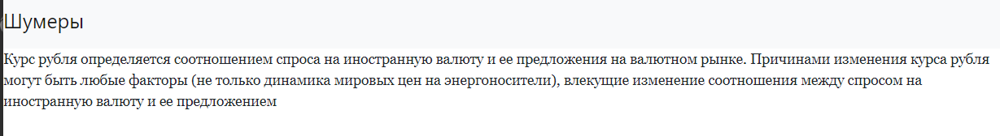 Шумеры
Курс рубля определяется соотношением спроса на иностранную валюту и ее предложения на валютном рынке. Причинами изменения курса рубля
могут быть любые факторы (не только динамика мировых цен на энергоносители), влекущие изменение соотношения между спросом на
иностранную валюту и ее предложением